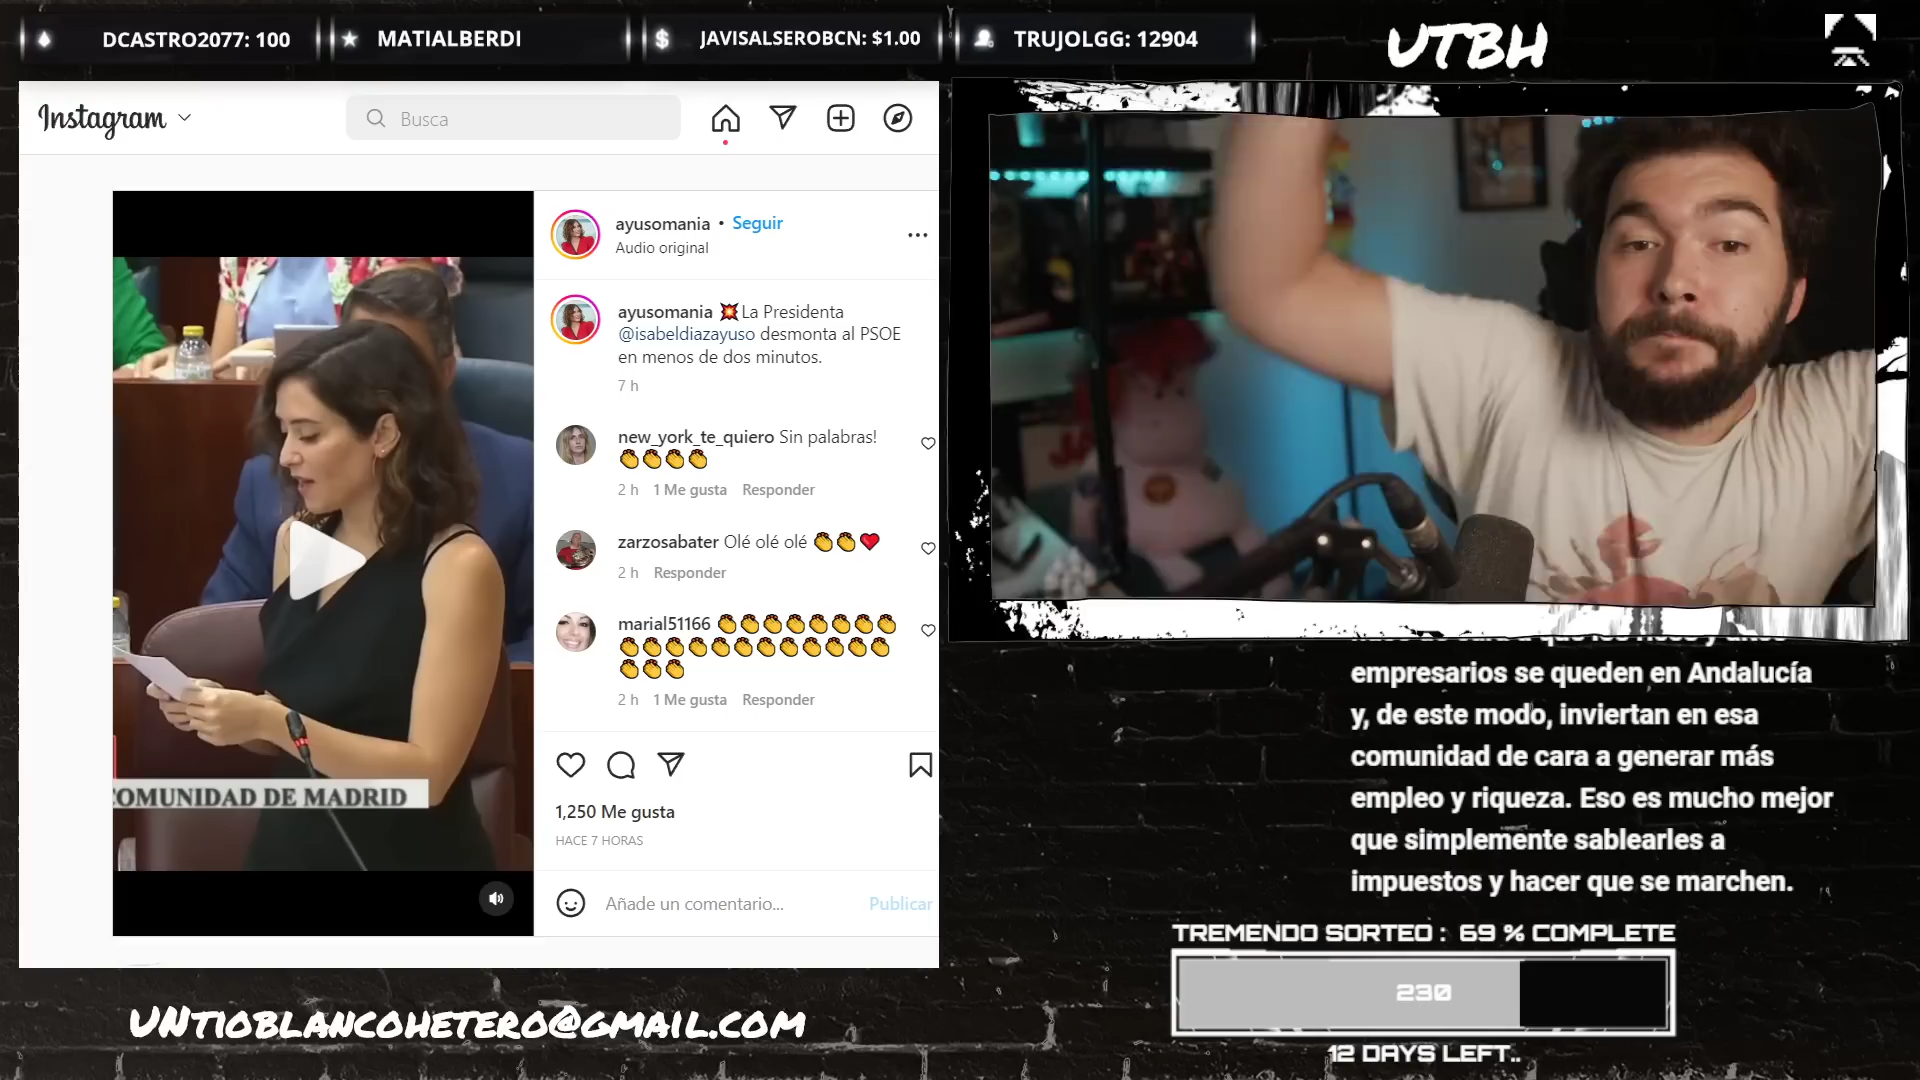 DCASTRO2077: 100
MATIALBERDI
$
JAVISALSEROBCN: $1.00
TRUJOLGG: 12904
UTBH
Instagram
Busca
ayusomania • Seguir
Audio original
ayusomania 💥La Presidenta
@isabeldiazayuso desmonta al PSOE
en menos de dos minutos.
7 h
new_york_te_quiero Sin palabras!
👏👏👏👏
2 h 1 Me gusta Responder
zarzosabater Olé olé olé 👏👏❤️
2 h Responder
marial51166 👏👏👏👏👏👏👏👏
👏👏👏👏👏👏👏👏👏👏👏👏
👏👏👏
2 h 1 Me gusta Responder
1,250 Me gusta
HACE 7 HORAS
Añade un comentario...
Publicar
COMUNIDAD DE MADRID
empresarios se queden en Andalucía
y, de este modo, inviertan en esa
comunidad de cara a generar más
empleo y riqueza. Eso es mucho mejor
que simplemente sablearles a
impuestos y hacer que se marchen.
TREMENDO SORTEO : 69 % COMPLETE
230
12 DAYS LEFT..
UNTIOBLANCOHETERO@GMAIL.COM